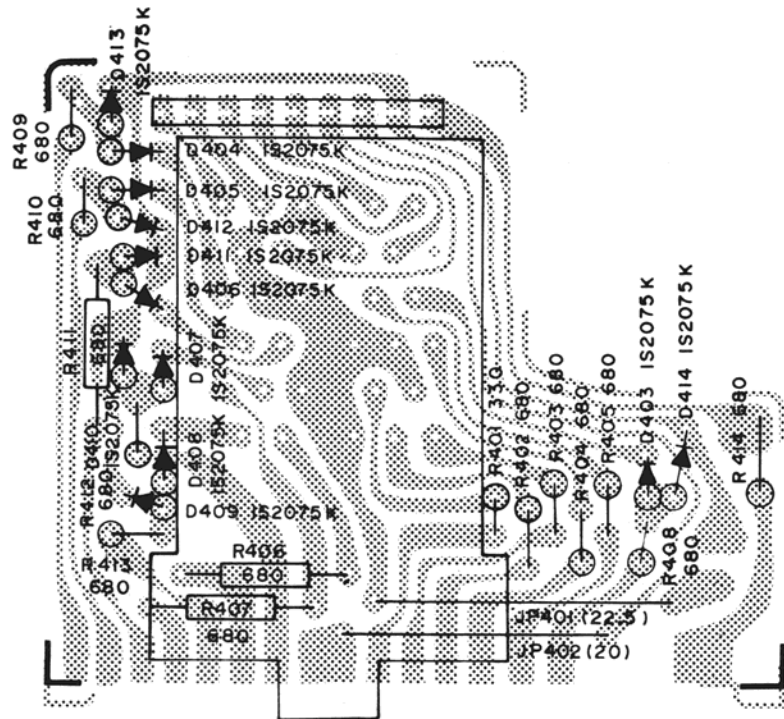 D413
IS2075K
R409
680
D404 IS2075K
D405 IS2075K
R410
680
D412 IS2075K
D411 IS2075K
D406 IS2075K
R411
680
D407
IS2075K
D410
IS2075K
D408
IS2075K
R412
680
D409 IS2075K
R413
680
R406
680
R407
680
R401 330
R402 680
R403 680
R404 680
R405 680
D403 IS2075K
D414 IS2075K
R414 680
R408
680
JP401(22.5)
JP402(20)